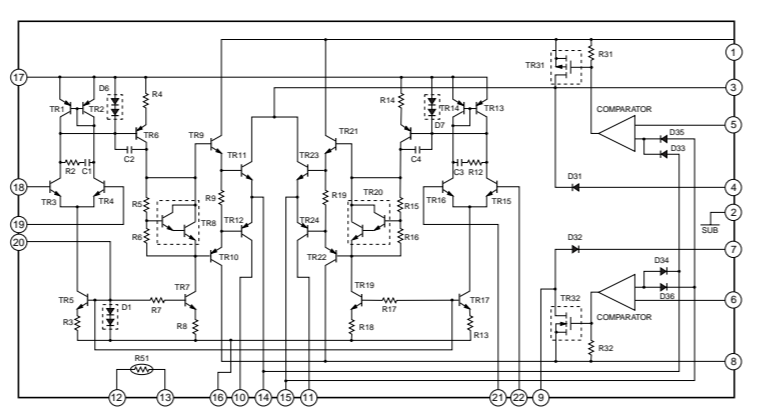 1
TR31
R31
17
D6
R4
R14
D7
3
TR1
TR2
TR14
TR13
COMPARATOR
TR6
TR9
TR21
5
D35
D33
C2
C4
R2
C1
TR11
TR23
C3
R12
18
TR3
TR4
TR20
D31
4
R5
R9
R19
R15
TR16
TR15
2
SUB
19
TR8
TR12
TR24
20
R6
R16
D32
7
TR10
TR22
D34
TR5
D1
TR7
TR19
TR17
D36
6
R7
R17
TR32
COMPARATOR
R3
R8
R18
R13
R32
R51
8
12
13
16
10
14
15
11
21
22
9